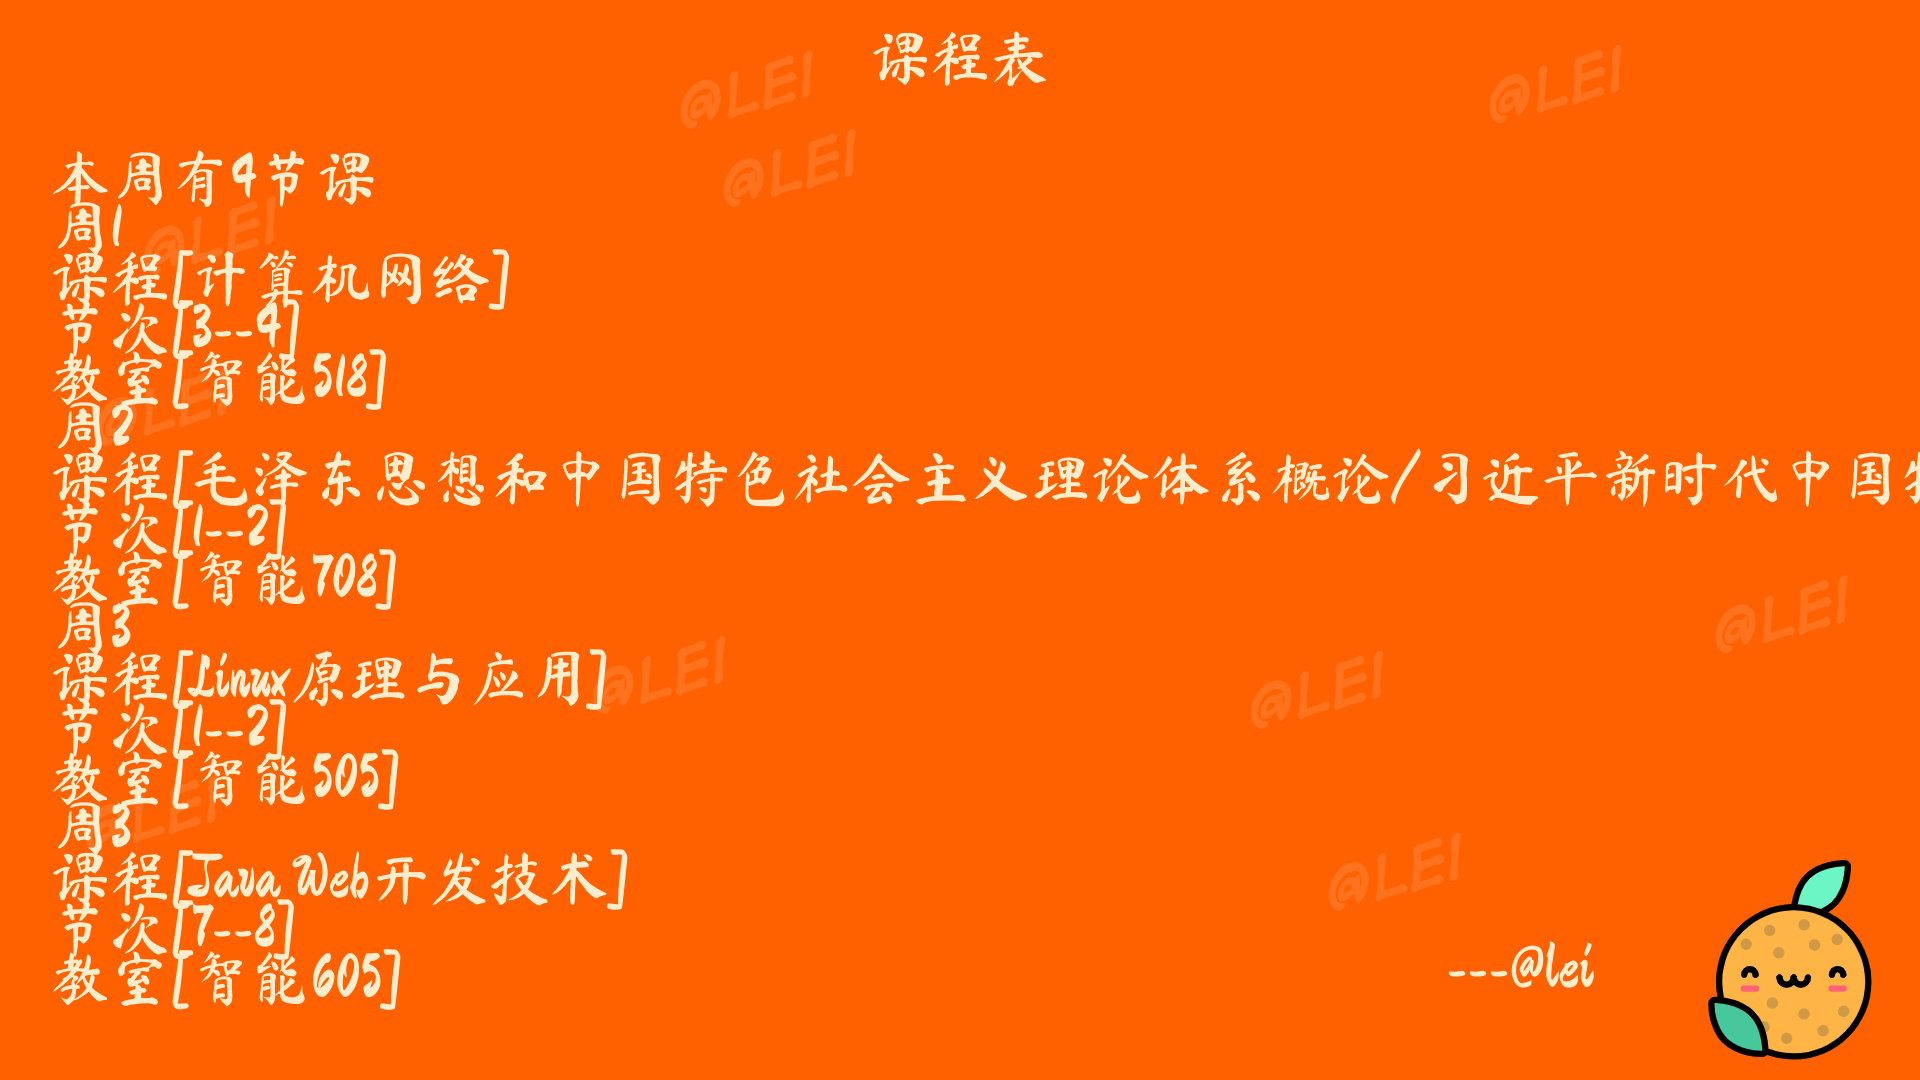 课程表
本周有4节课
周1
课程[计算机网络]
节次[3--4]
教室[智能518]
周2
课程[毛泽东思想和中国特色社会主义理论体系概论/习近平新时代中国
节次[1--2]
教室[智能708]
周3
课程[Linux原理与应用]
节次[1--2]
教室[智能505]
周3
课程[Java Web开发技术]
节次[7--8]
教室[智能605]
---@lei
@LEI
@LEI
@LEI
@LEI
@LEI
@LEI
@LEI
@LEI
@LEI
@LEI